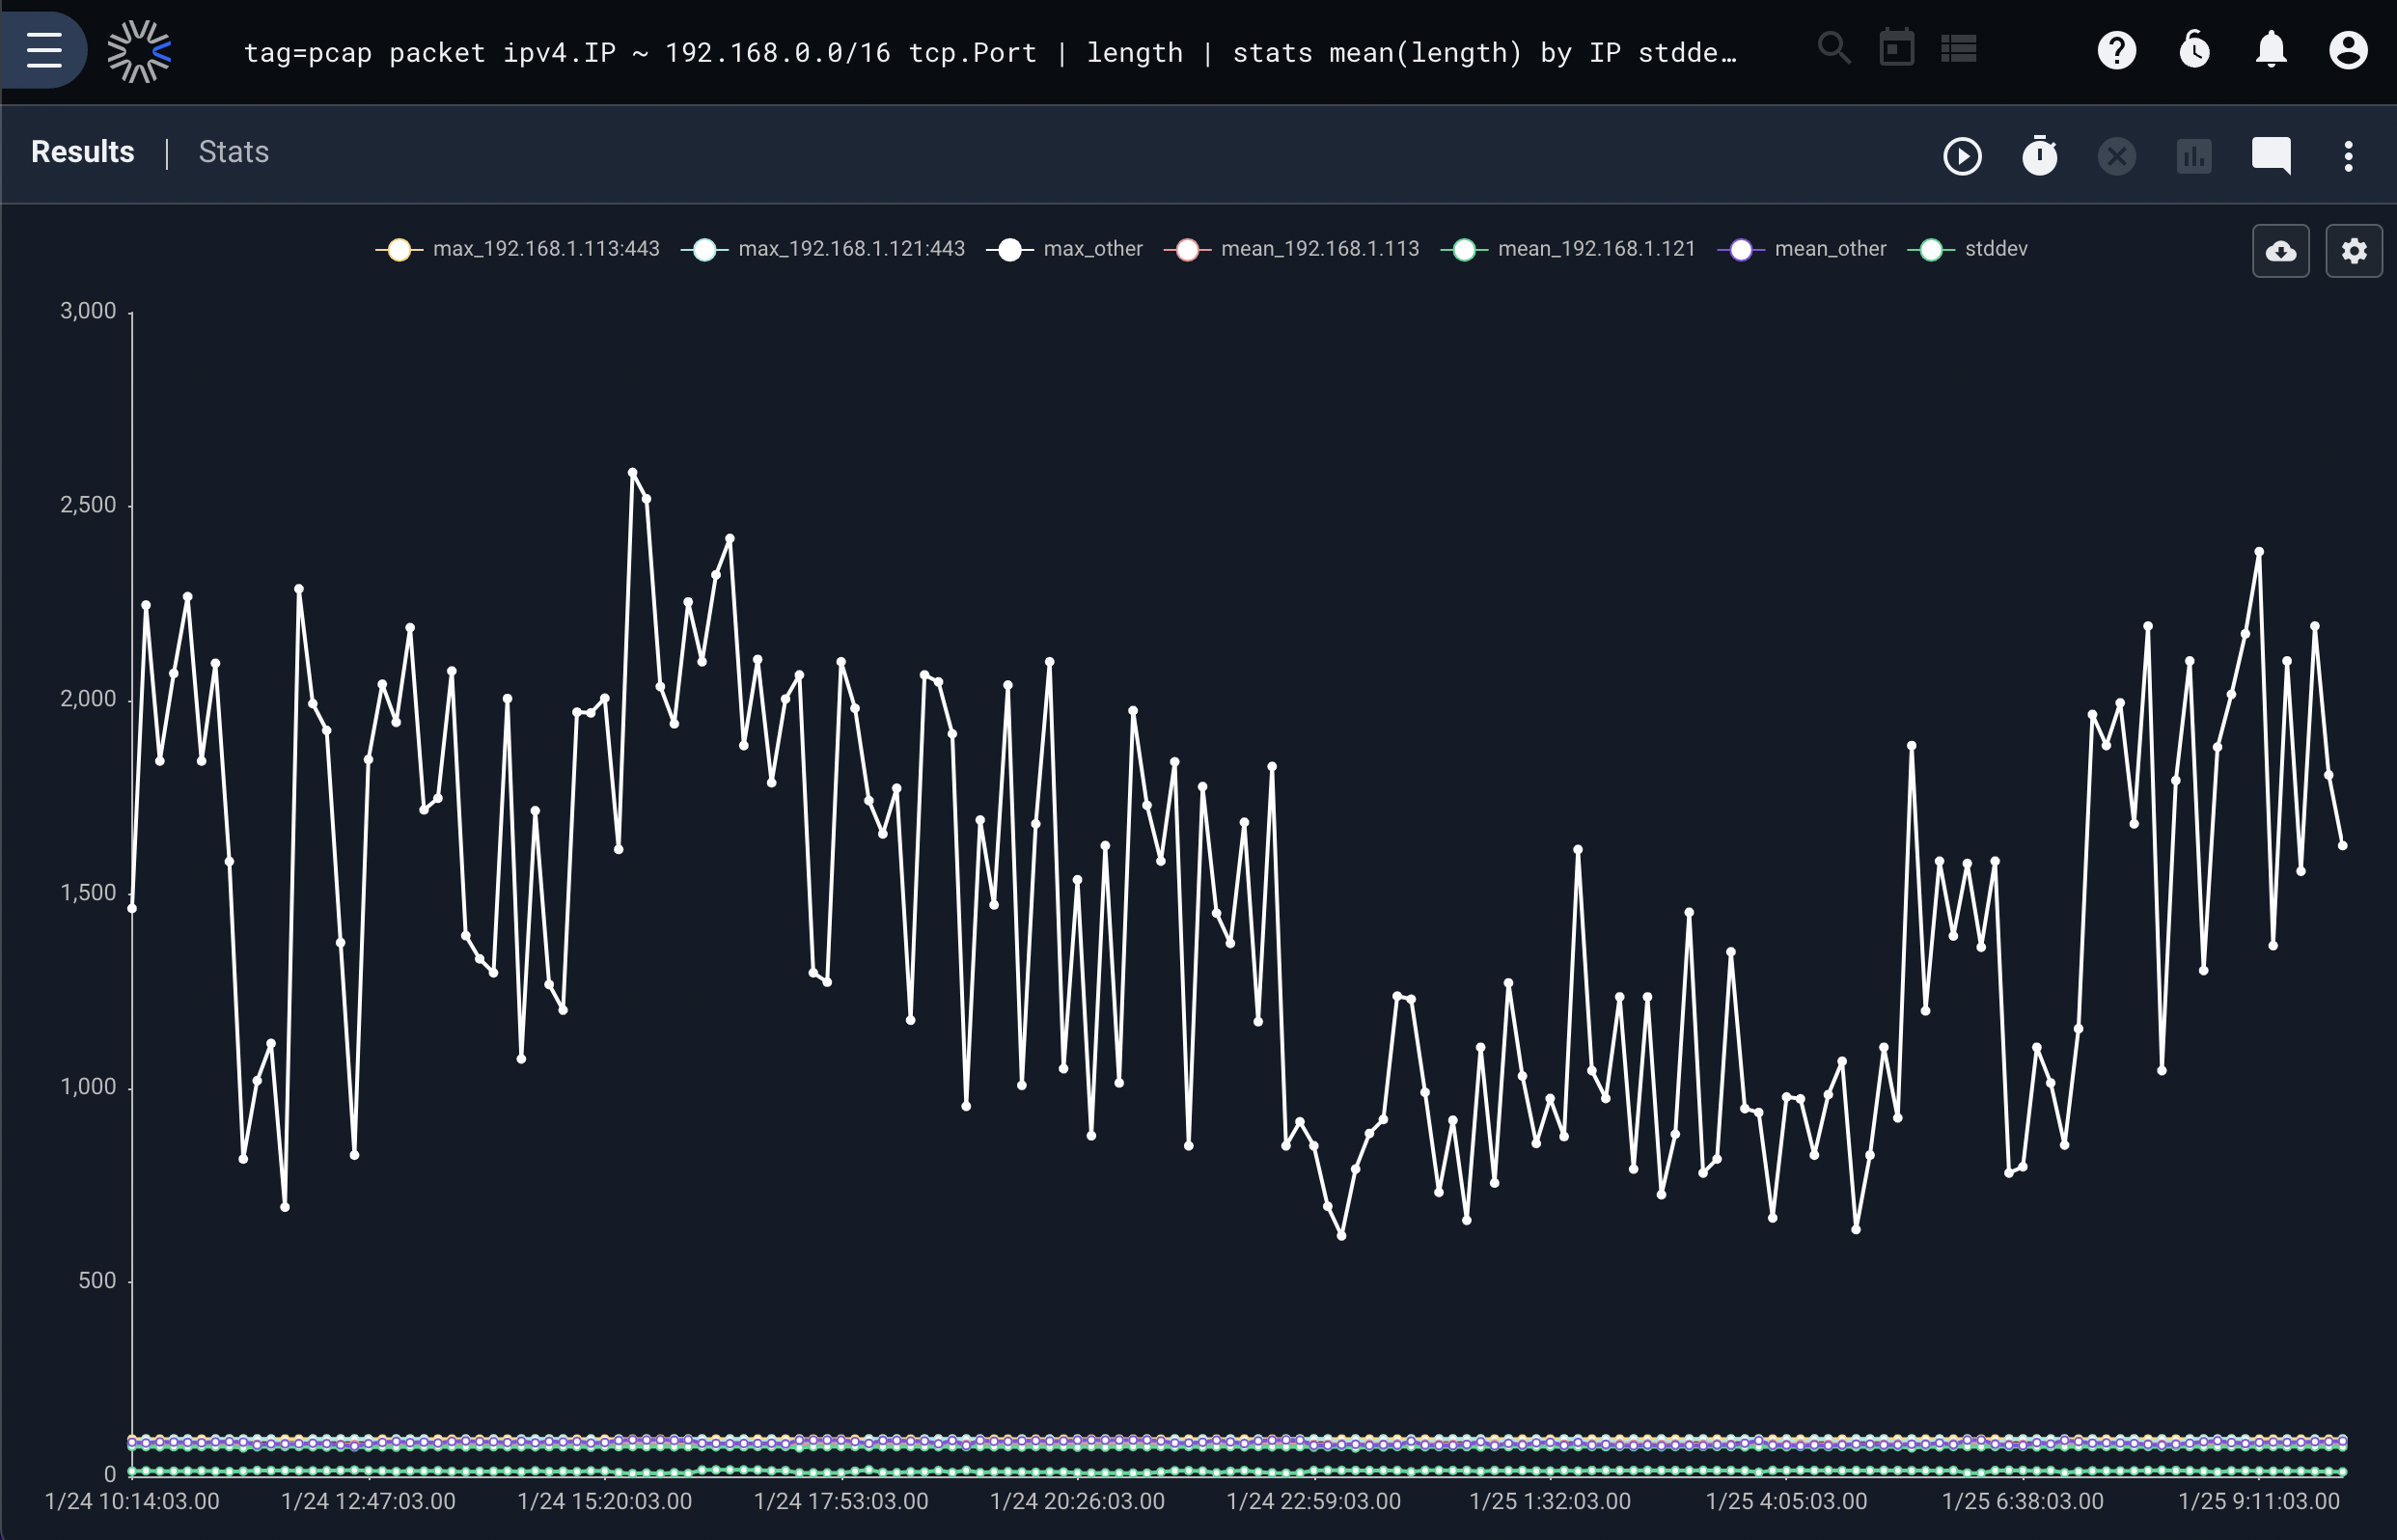 tag=pcap packet ipv4.IP ~ 192.168.0.0/16 tcp.Port | length | stats mean(length) by IP stdde…
Results | Stats
max_192.168.1.113:443 max_192.168.1.121:443 max_other mean_192.168.1.113 mean_192.168.1.121 mean_other stddev
3,000
2,500
2,000
1,500
1,000
500
0
1/24 10:14:03.00 1/24 12:47:03.00 1/24 15:20:03.00 1/24 17:53:03.00 1/24 20:26:03.00 1/24 22:59:03.00 1/25 1:32:03.00 1/25 4:05:03.00 1/25 6:38:03.00 1/25 9:11:03.00